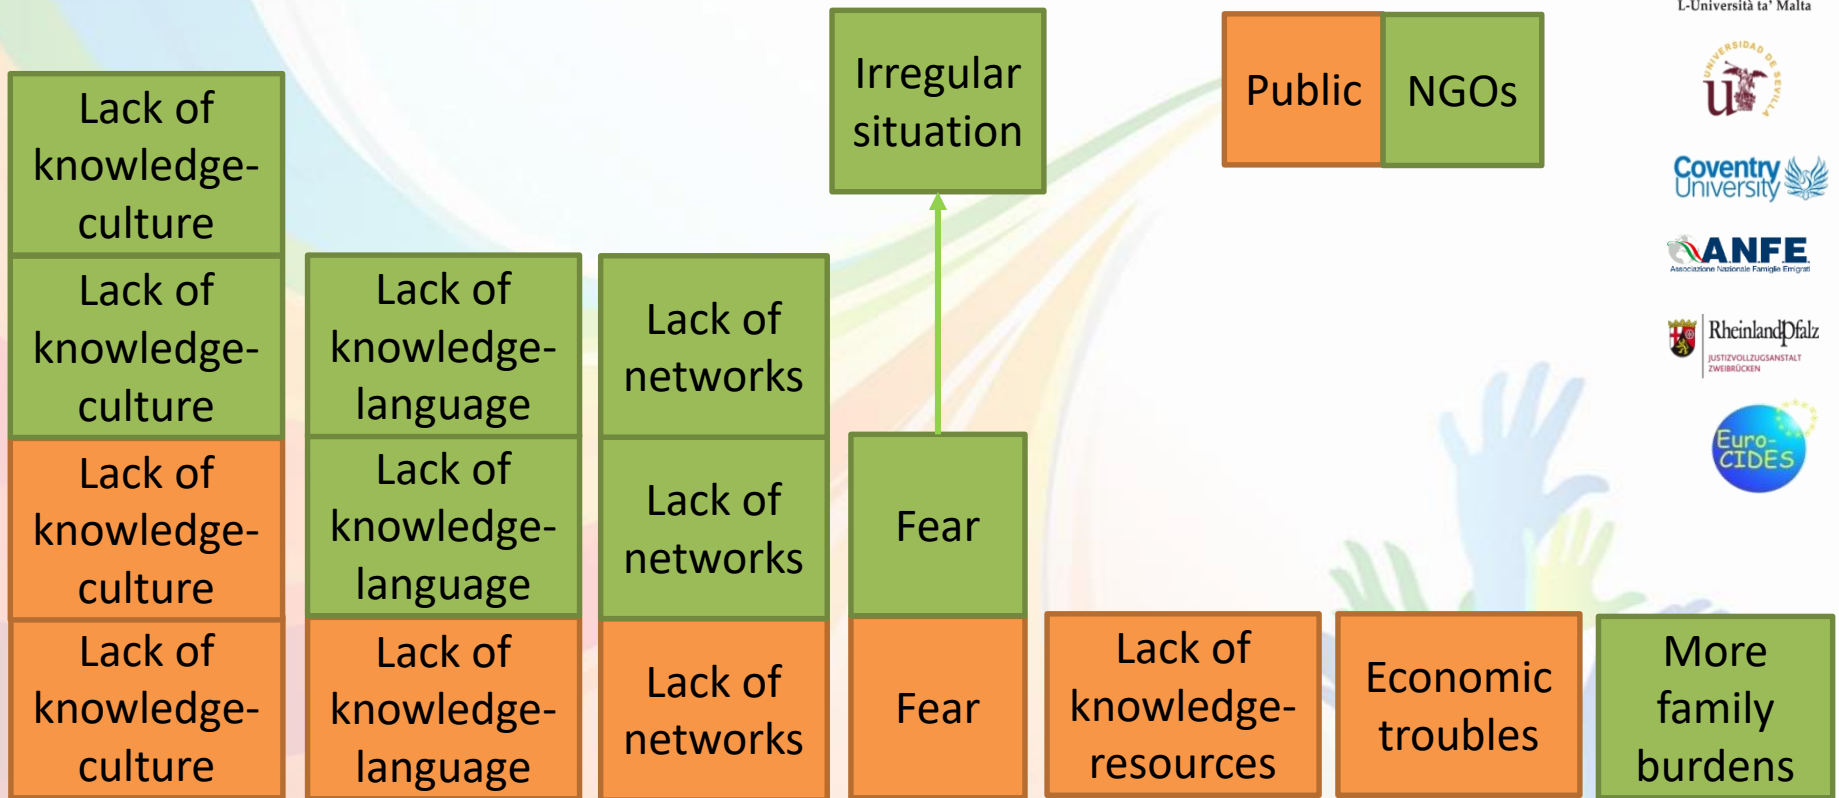 L-Università ta' Malta
Irregular
situation
Public
NGOs
UNIVERSIDAD DE SEVILLA
Coventry
University
Lack of
knowledge-
culture
Lack of
knowledge-
culture
Lack of
knowledge-
language
Lack of
networks
A.N.F.E.
Associazione Nazionale Famiglie Emigrati
RheinlandPfalz
JUSTIZVOLLZUGSANSTALT
ZWEIBRÜCKEN
Euro-
CIDES
Lack of
knowledge-
culture
Lack of
knowledge-
language
Lack of
networks
Fear
Lack of
knowledge-
culture
Lack of
knowledge-
language
Lack of
networks
Fear
Lack of
knowledge-
resources
Economic
troubles
More
family
burdens